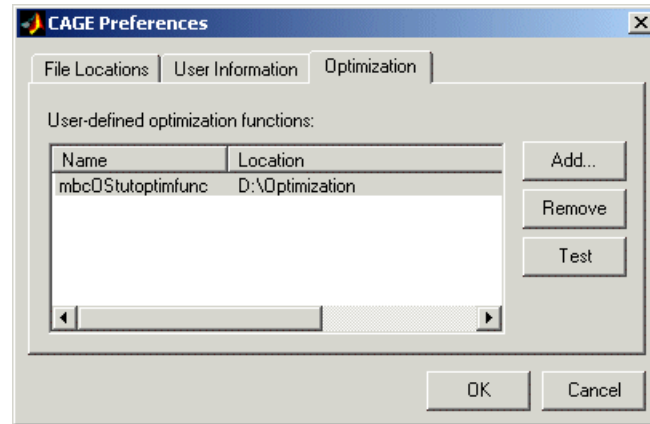 CAGE Preferences
File Locations User Information Optimization
User-defined optimization functions:
Name Location
mbcOStutoptimfunc D:\Optimization
Add...
Remove
Test
OK Cancel